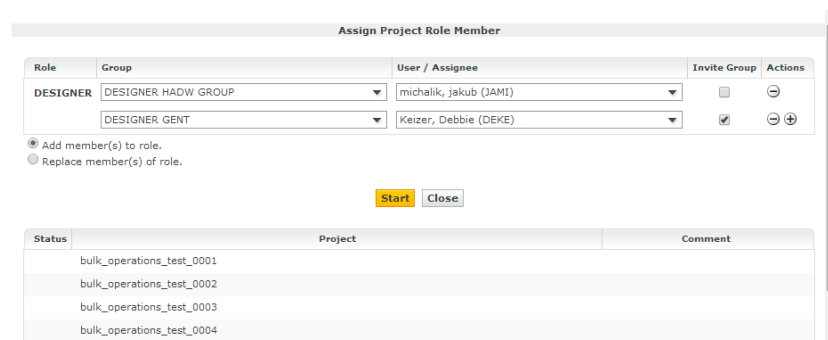 Assign Project Role Member
Role Group User / Assignee Invite Group Actions
DESIGNER DESIGNER HADW GROUP michalik, jakub (JAMI)
DESIGNER GENT Keizer, Debbie (DEKE)
Add member(s) to role.
Replace member(s) of role.
Start Close
Status Project Comment
bulk_operations_test_0001
bulk_operations_test_0002
bulk_operations_test_0003
bulk_operations_test_0004